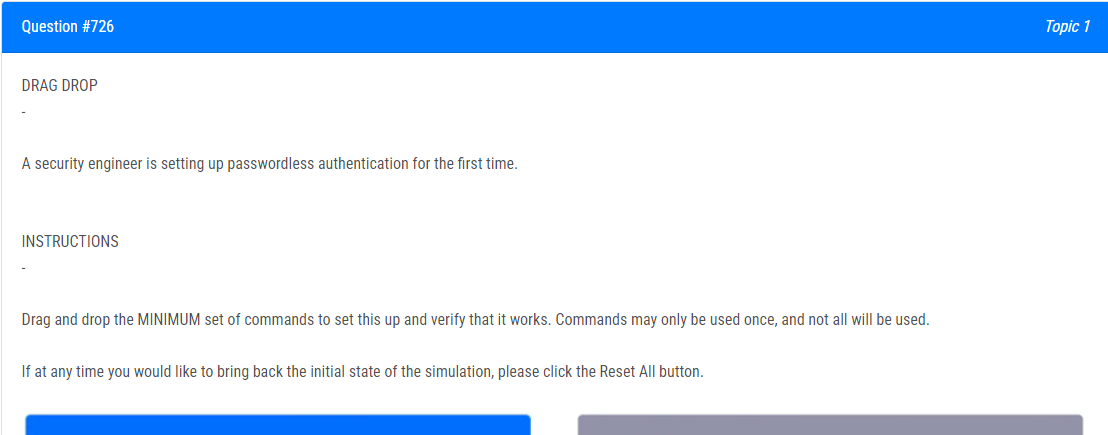 Question #726
Topic 1
DRAG DROP
-
A security engineer is setting up passwordless authentication for the first time.
INSTRUCTIONS
-
Drag and drop the MINIMUM set of commands to set this up and verify that it works. Commands may only be used once, and not all will be used.
If at any time you would like to bring back the initial state of the simulation, please click the Reset All button.